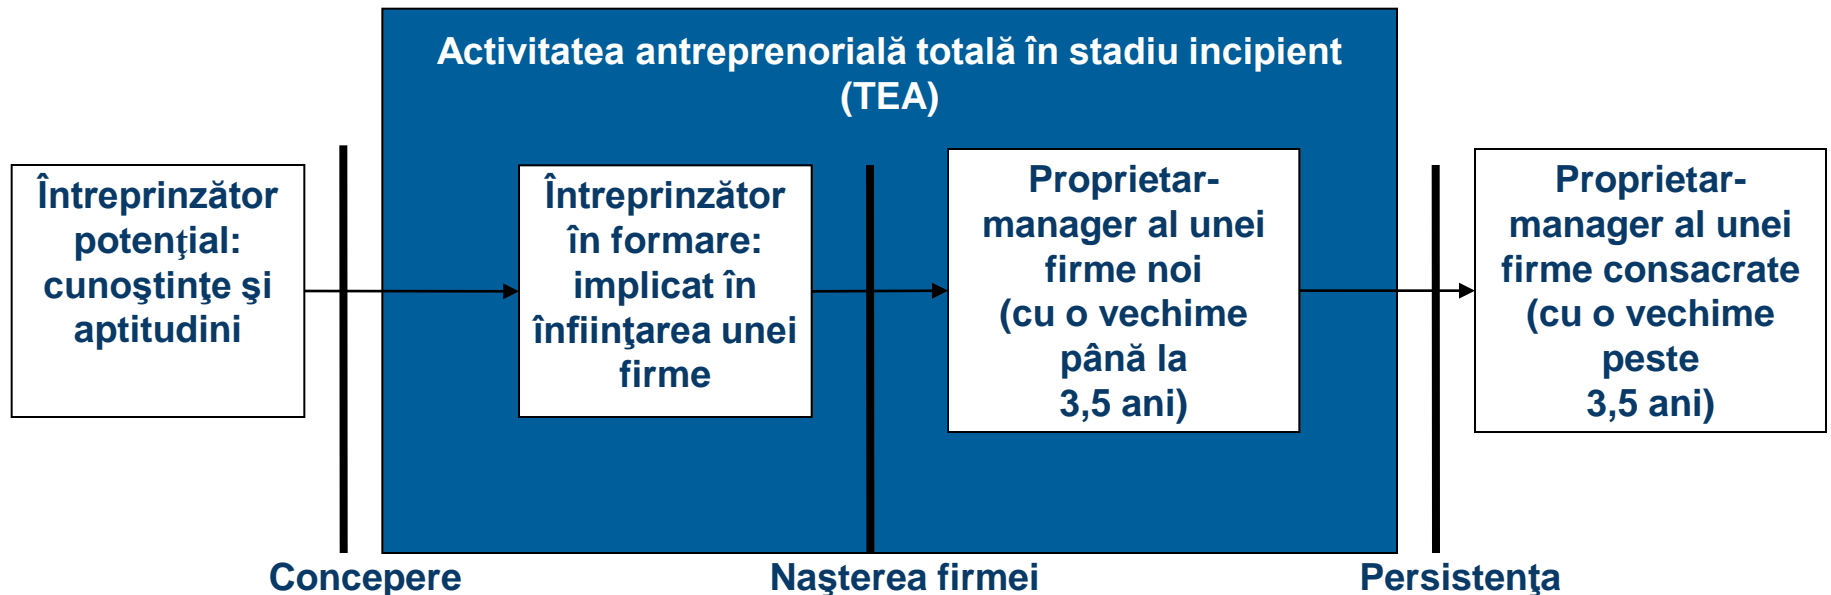 Activitatea antreprenorială totală în stadiu incipient
(TEA)
Întreprinzător
potenţial:
cunoştinţe şi
aptitudini
Întreprinzător
în formare:
implicat în
înfiinţarea unei
firme
Proprietar-
manager al unei
firme noi
(cu o vechime
până la
3,5 ani)
Proprietar-
manager al unei
firme consacrate
(cu o vechime
peste
3,5 ani)
Concepere
Naşterea firmei
Persistenţa